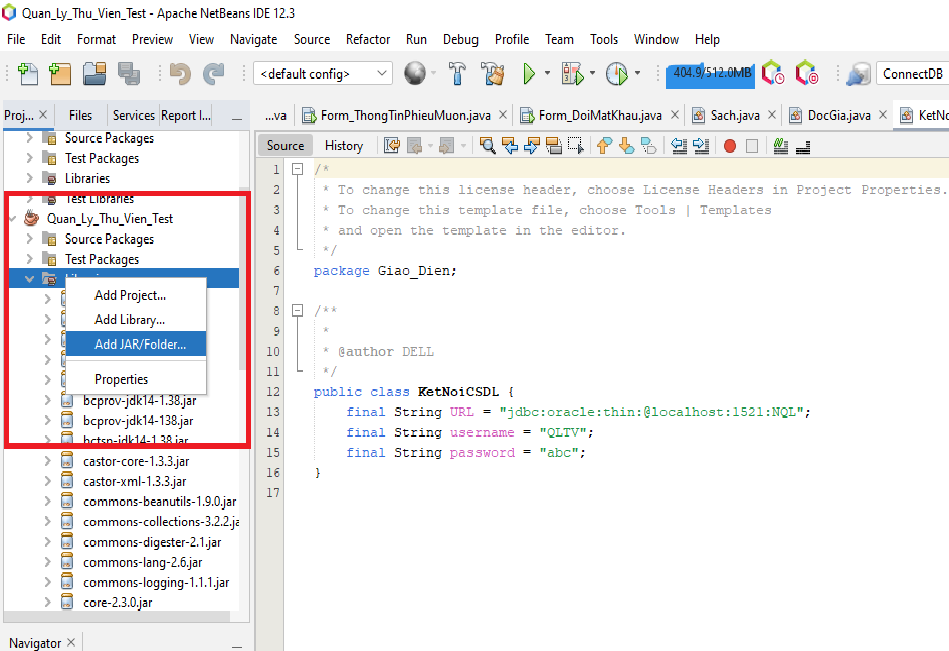 Quan_Ly_Thu_Vien_Test - Apache NetBeans IDE 12.3
File Edit Format Preview View Navigate Source Refactor Run Debug Profile Team Tools Window Help
<default config> 404.9/512.0MB ConnectDB
Proj... × Files Services Report I...
...va Form_ThongTinPhieuMuon.java × Form_DoiMatKhau.java × Sach.java × DocGia.java × KetNo
Source History
Source Packages
Test Packages
Libraries
Test Libraries
Quan_Ly_Thu_Vien_Test
Source Packages
Test Packages
Add Project...
Add Library...
Add JAR/Folder...
Properties
bcprov-jdk14-1.38.jar
bcprov-jdk14-138.jar
bctsp-jdk14-1.38.jar
castor-core-1.3.3.jar
castor-xml-1.3.3.jar
commons-beanutils-1.9.0.jar
commons-collections-3.2.2.ja
commons-digester-2.1.jar
commons-lang-2.6.jar
commons-logging-1.1.1.jar
core-2.3.0.jar
Navigator ×
1 /*
2 * To change this license header, choose License Headers in Project Properties.
3 * To change this template file, choose Tools | Templates
4 * and open the template in the editor.
5 */
6 package Giao_Dien;
7
8 /**
9 *
10 * @author DELL
11 */
12 public class KetNoiCSDL {
13 final String URL = "jdbc:oracle:thin:@localhost:1521:NQL";
14 final String username = "QLTV";
15 final String password = "abc";
16 }
17